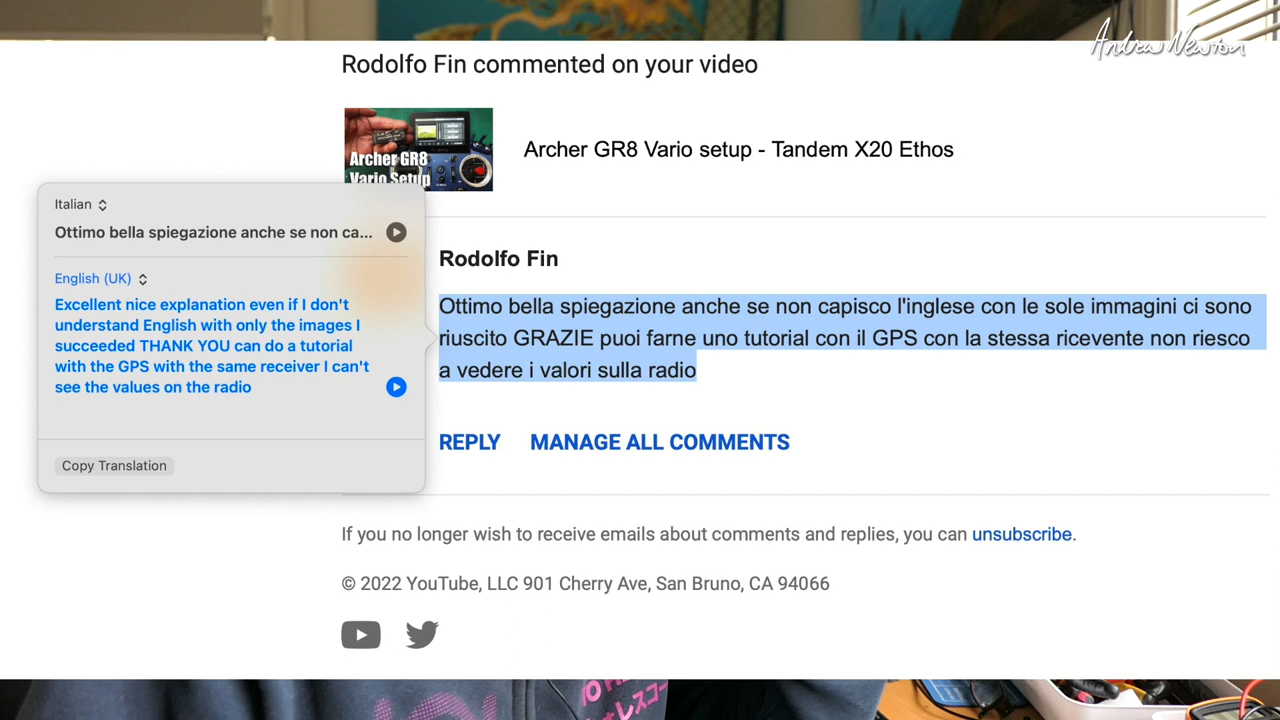 Andrew Newton
Rodolfo Fin commented on your video
Archer GR8
Vario Setup
Archer GR8 Vario setup - Tandem X20 Ethos
Italian
Ottimo bella spiegazione anche se non ca...
English (UK)
Excellent nice explanation even if I don't
understand English with only the images I
succeeded THANK YOU can do a tutorial
with the GPS with the same receiver I can't
see the values on the radio
Copy Translation
Rodolfo Fin
Ottimo bella spiegazione anche se non capisco l'inglese con le sole immagini ci sono
riuscito GRAZIE puoi farne uno tutorial con il GPS con la stessa ricevente non riesco
a vedere i valori sulla radio
REPLY MANAGE ALL COMMENTS
If you no longer wish to receive emails about comments and replies, you can unsubscribe.
© 2022 YouTube, LLC 901 Cherry Ave, San Bruno, CA 94066